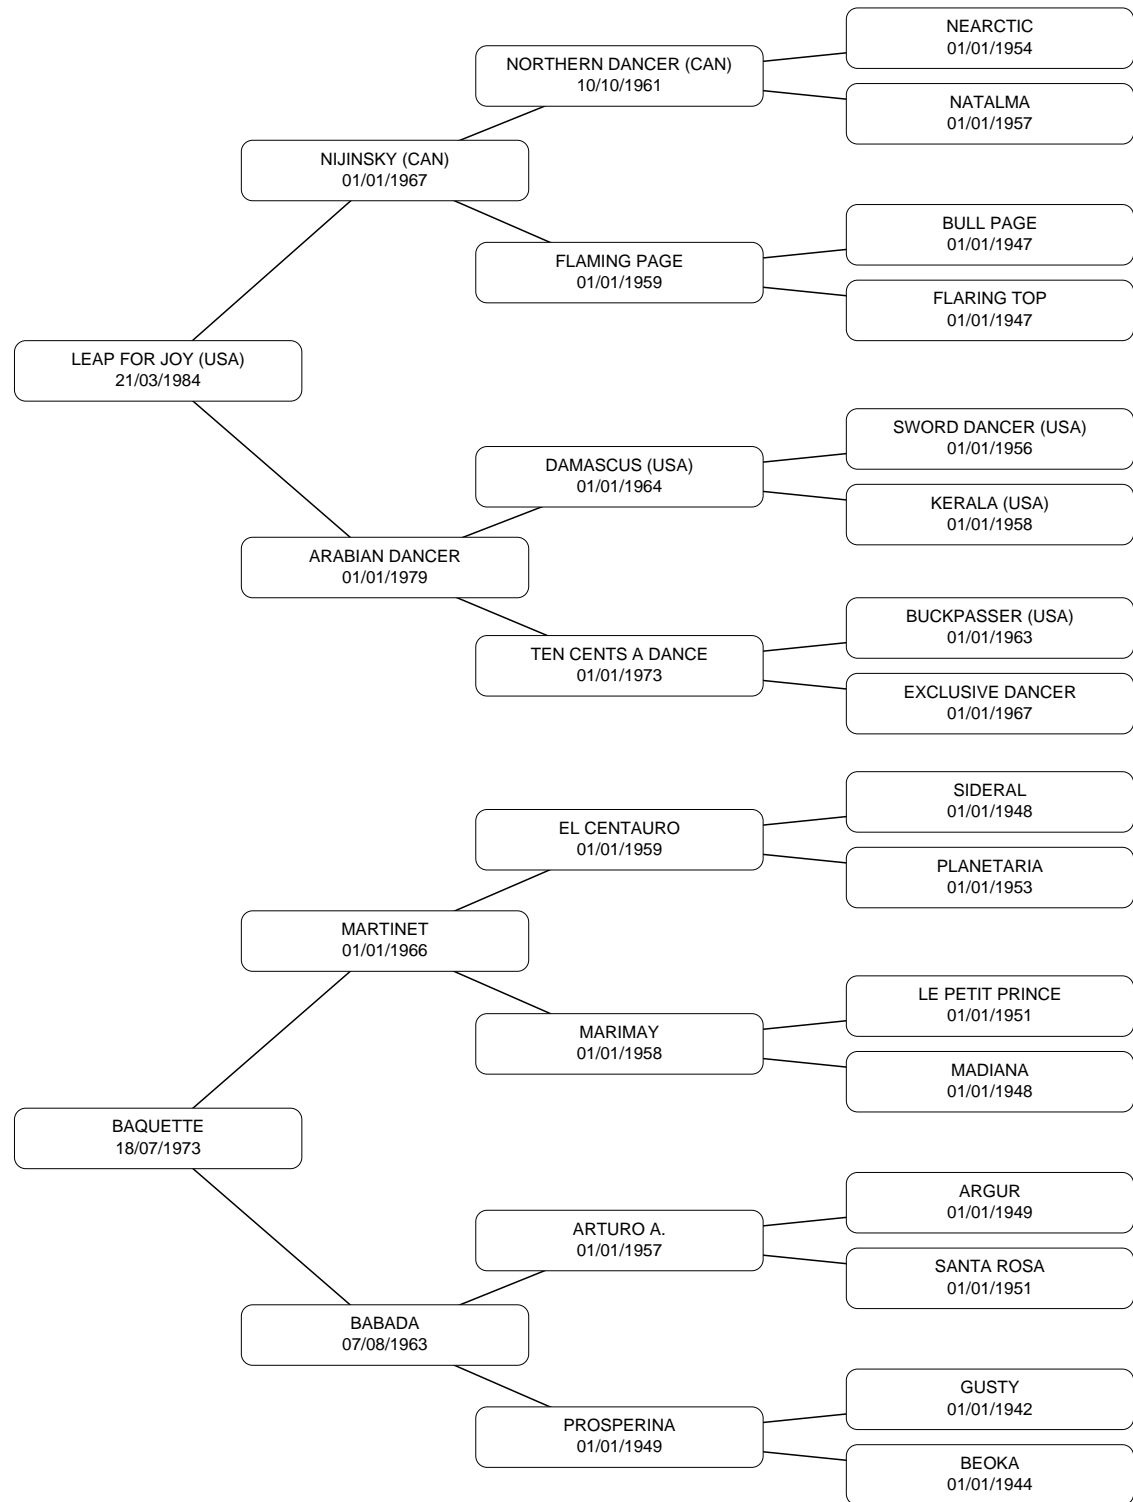 NEARCTIC
01/01/1954
NORTHERN DANCER (CAN)
10/10/1961
NATALMA
01/01/1957
NIJINSKY (CAN)
01/01/1967
BULL PAGE
01/01/1947
FLAMING PAGE
01/01/1959
FLARING TOP
01/01/1947
LEAP FOR JOY (USA)
21/03/1984
SWORD DANCER (USA)
01/01/1956
DAMASCUS (USA)
01/01/1964
KERALA (USA)
01/01/1958
ARABIAN DANCER
01/01/1979
BUCKPASSER (USA)
01/01/1963
TEN CENTS A DANCE
01/01/1973
EXCLUSIVE DANCER
01/01/1967
SIDERAL
01/01/1948
EL CENTAURO
01/01/1959
PLANETARIA
01/01/1953
MARTINET
01/01/1966
LE PETIT PRINCE
01/01/1951
MARIMAY
01/01/1958
MADIANA
01/01/1948
BAQUETTE
18/07/1973
ARGUR
01/01/1949
ARTURO A.
01/01/1957
SANTA ROSA
01/01/1951
BABADA
07/08/1963
GUSTY
01/01/1942
PROSPERINA
01/01/1949
BEOKA
01/01/1944